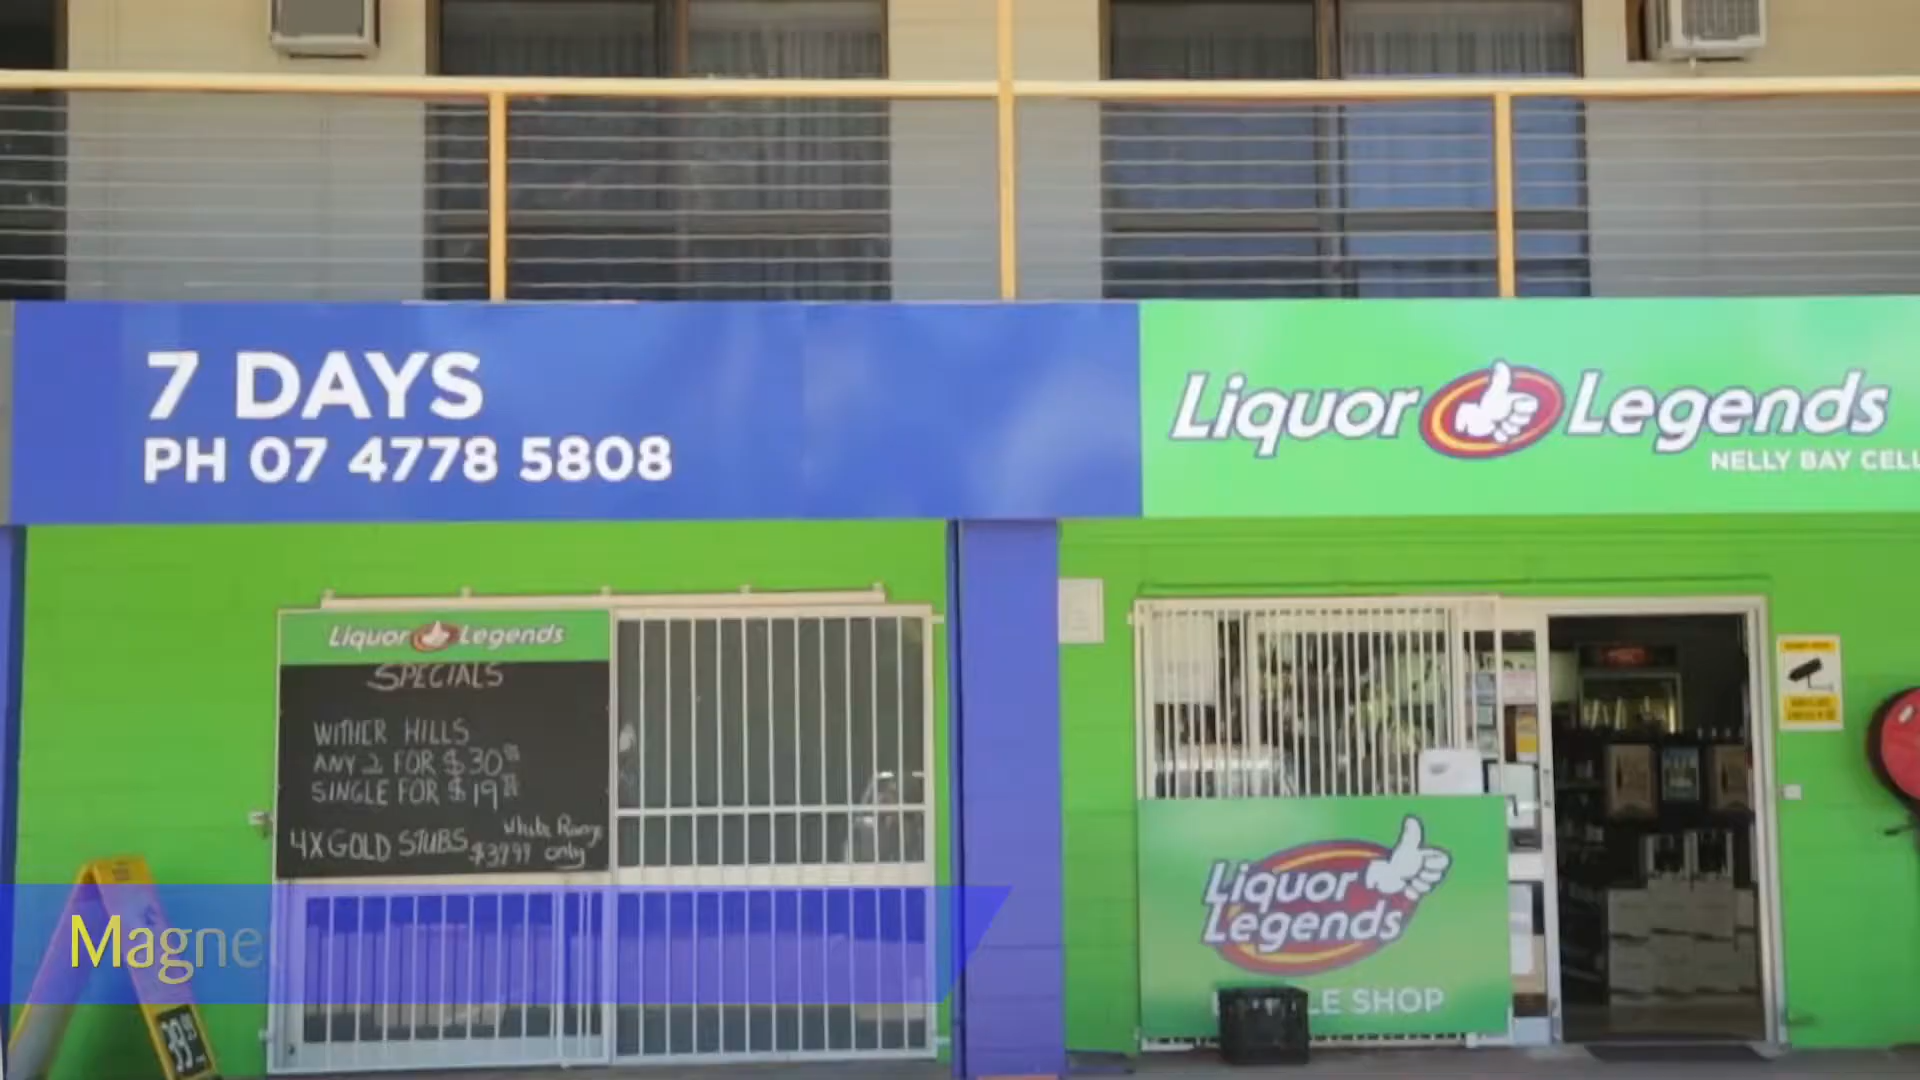 7 DAYS
PH 07 4778 5808
Liquor Legends
NELLY BAY CELL
Liquor Legends
SPECIALS
WITHER HILLS
ANY 2 FOR $30
SINGLE FOR $19
White Range
only
4X GOLD STUBS
Liquor
Legends
LE SHOP
Magne